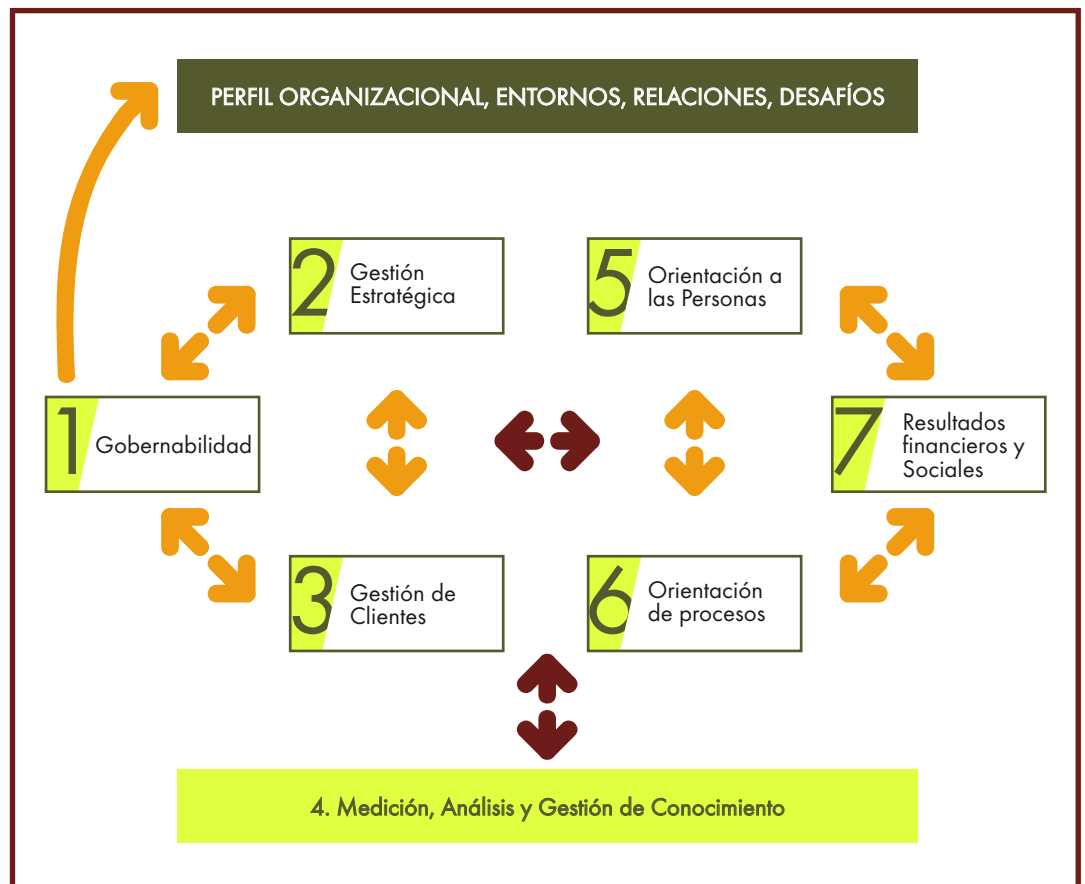 PERFIL ORGANIZACIONAL, ENTORNOS, RELACIONES, DESAFÍOS
2
Gestión
Estratégica
5
Orientación a
las Personas
1
Gobernabilidad
7
Resultados
financieros y
Sociales
3
Gestión de
Clientes
6
Orientación
de procesos
4. Medición, Análisis y Gestión de Conocimiento